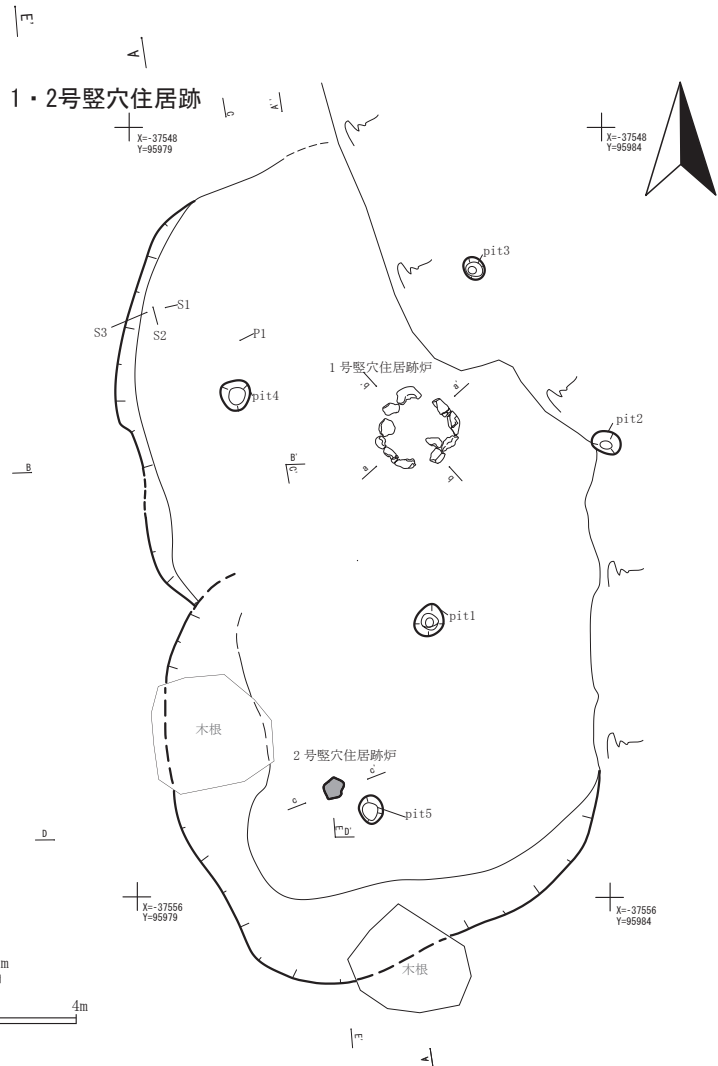 E'
A
1・2号竪穴住居跡
C
A'
X=-37548
Y=95979
X=-37548
Y=95984
pit3
S1
S3
S2
P1
1号竪穴住居跡炉
b'
a'
pit4
pit2
B
B'
C'
a
b
pit1
木根
2号竪穴住居跡炉
c'
c
pit5
E
D'
D
X=-37556
Y=95979
X=-37556
Y=95984
木根
m
4m
E'
A